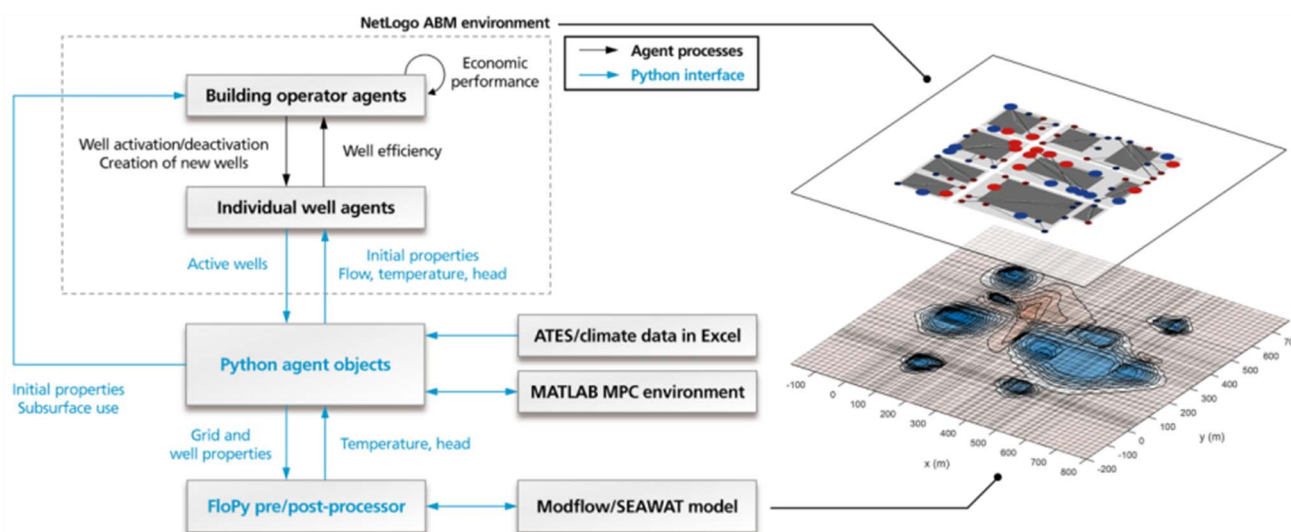 NetLogo ABM environment
Agent processes
Python interface
Economic
performance
Building operator agents
Well activation/deactivation
Creation of new wells
Well efficiency
Individual well agents
Active wells
Initial properties
Flow, temperature, head
Python agent objects
ATES/climate data in Excel
MATLAB MPC environment
Initial properties
Subsurface use
Grid and
well properties
Temperature, head
FloPy pre/post-processor
Modflow/SEAWAT model
-100
0
100
200
300
400
500
600
700
800
x (m)
-200
-100
0
100
200
300
400
500
600
y (m)